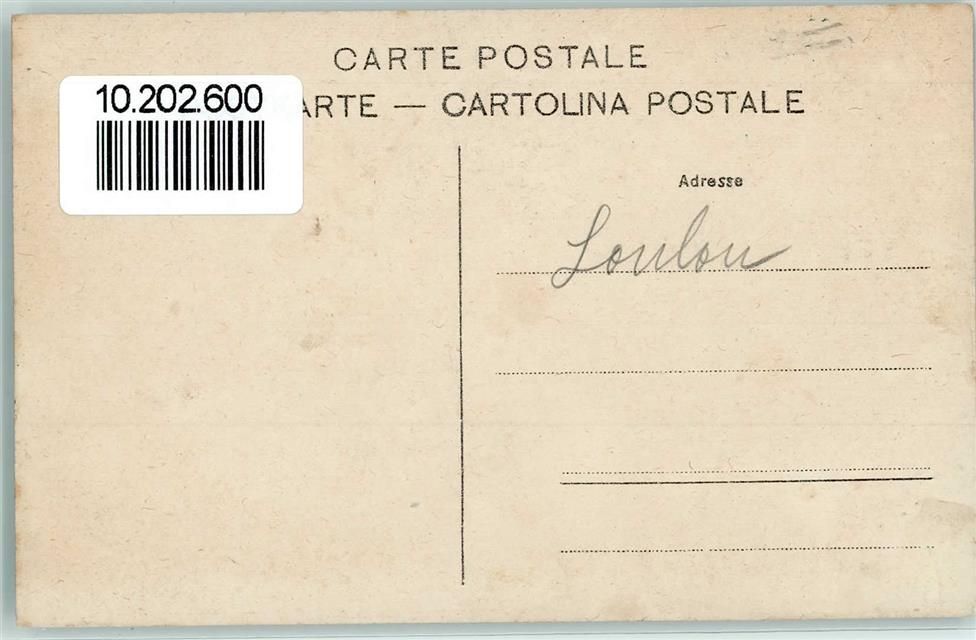 CARTE POSTALE
10.202.600
ARTE — CARTOLINA POSTALE
Adresse
Loulou